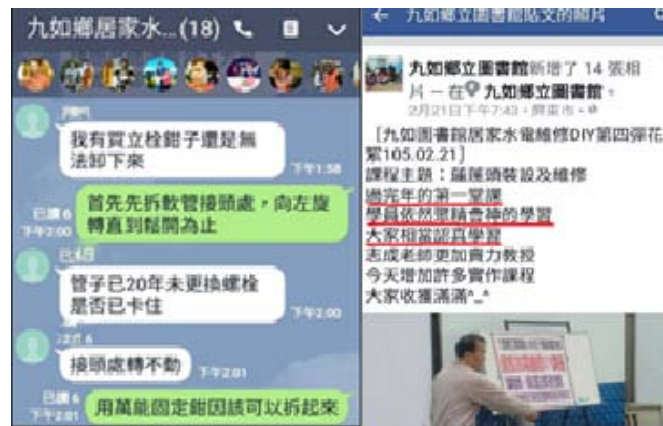 九如鄉居家水...(18)
我有買立栓鉗子還是無
法卸下來
下午1:58
首先先拆軟管接頭處，向左旋
轉直到鬆開為止
已讀 6
下午2:00
管子已20年未更換螺栓
是否已卡住
下午2:00
接頭處轉不動
下午2:01
已讀 6
下午2:01
用萬能固定鉗因該可以拆起來
九如鄉立圖書館貼文的相片
九如鄉立圖書館新增了 14 張相
片 — 在 九如鄉立圖書館。
2月21日下午7:43 · 屏東市 ·
[九如圖書館居家水電維修DIY第四彈花
絮105.02.21]
課程主題：蓮蓬頭裝設及維修
過完年的第一堂課
學員依然聚精會神的學習
大家相當認真學習
志成老師更加賣力教授
今天增加許多實作課程
大家收獲滿滿^_^